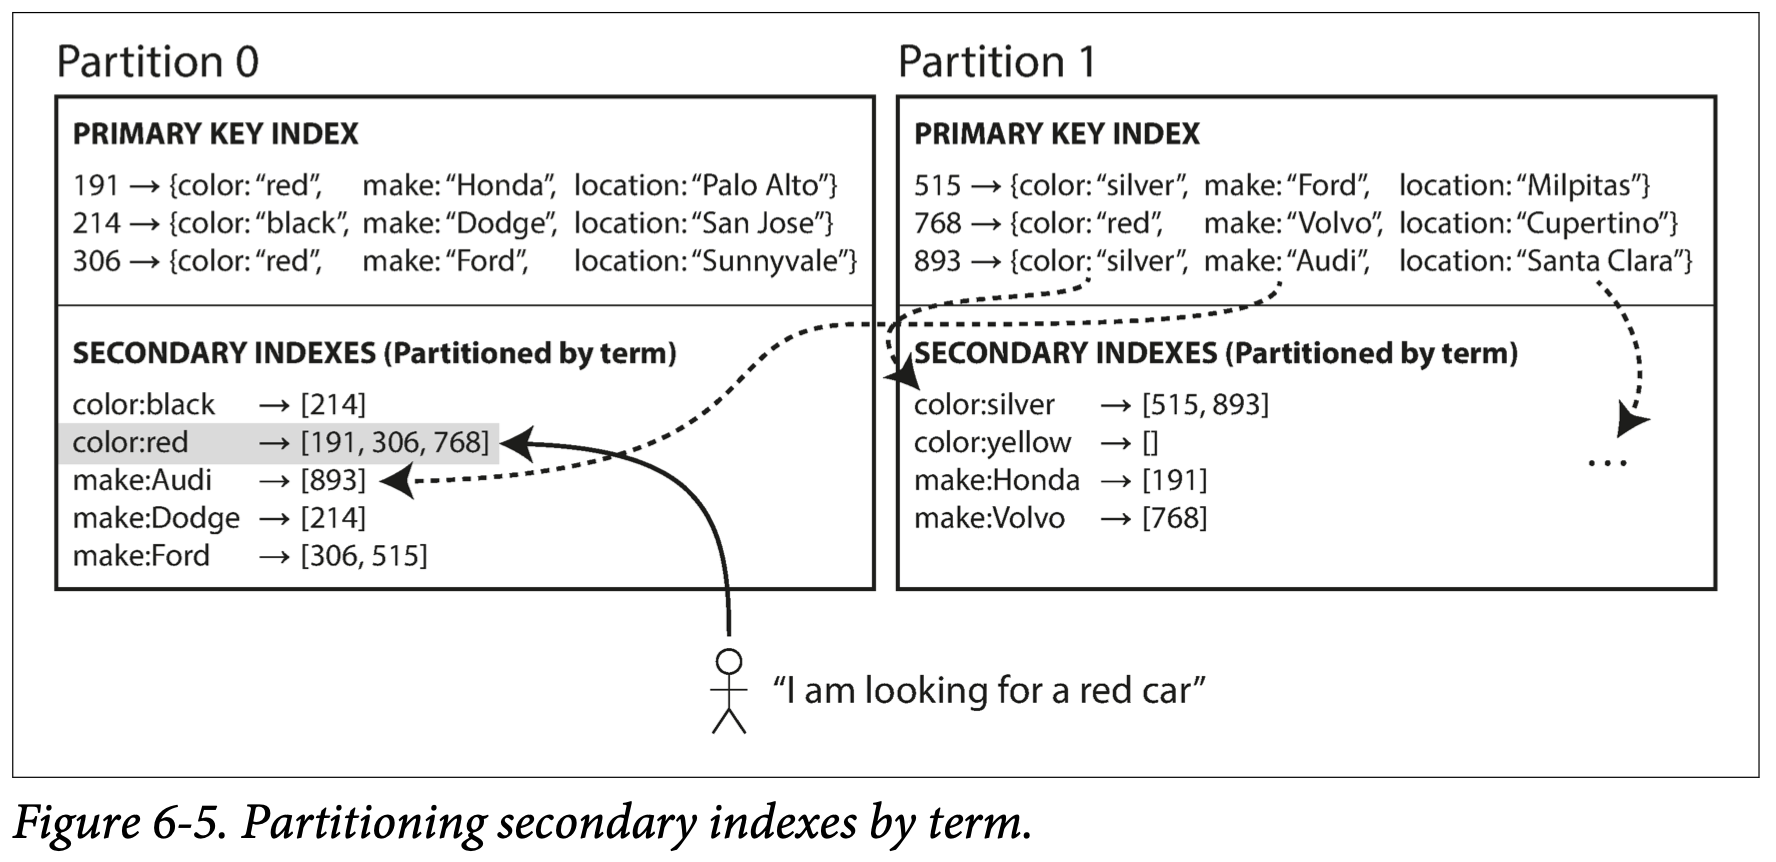 Partition 0
PRIMARY KEY INDEX
191 → {color: “red”, make: “Honda”, location: “Palo Alto”}
214 → {color: “black”, make: “Dodge”, location: “San Jose”}
306 → {color: “red”, make: “Ford”, location: “Sunnyvale”}
SECONDARY INDEXES (Partitioned by term)
color:black → [214]
color:red → [191, 306, 768]
make:Audi → [893]
make:Dodge → [214]
make:Ford → [306, 515]
Partition 1
PRIMARY KEY INDEX
515 → {color: “silver”, make: “Ford”, location: “Milpitas”}
768 → {color: “red”, make: “Volvo”, location: “Cupertino”}
893 → {color: “silver”, make: “Audi”, location: “Santa Clara”}
SECONDARY INDEXES (Partitioned by term)
color:silver → [515, 893]
color:yellow → []
make:Honda → [191]
make:Volvo → [768]
...
“I am looking for a red car”
Figure 6-5. Partitioning secondary indexes by term.